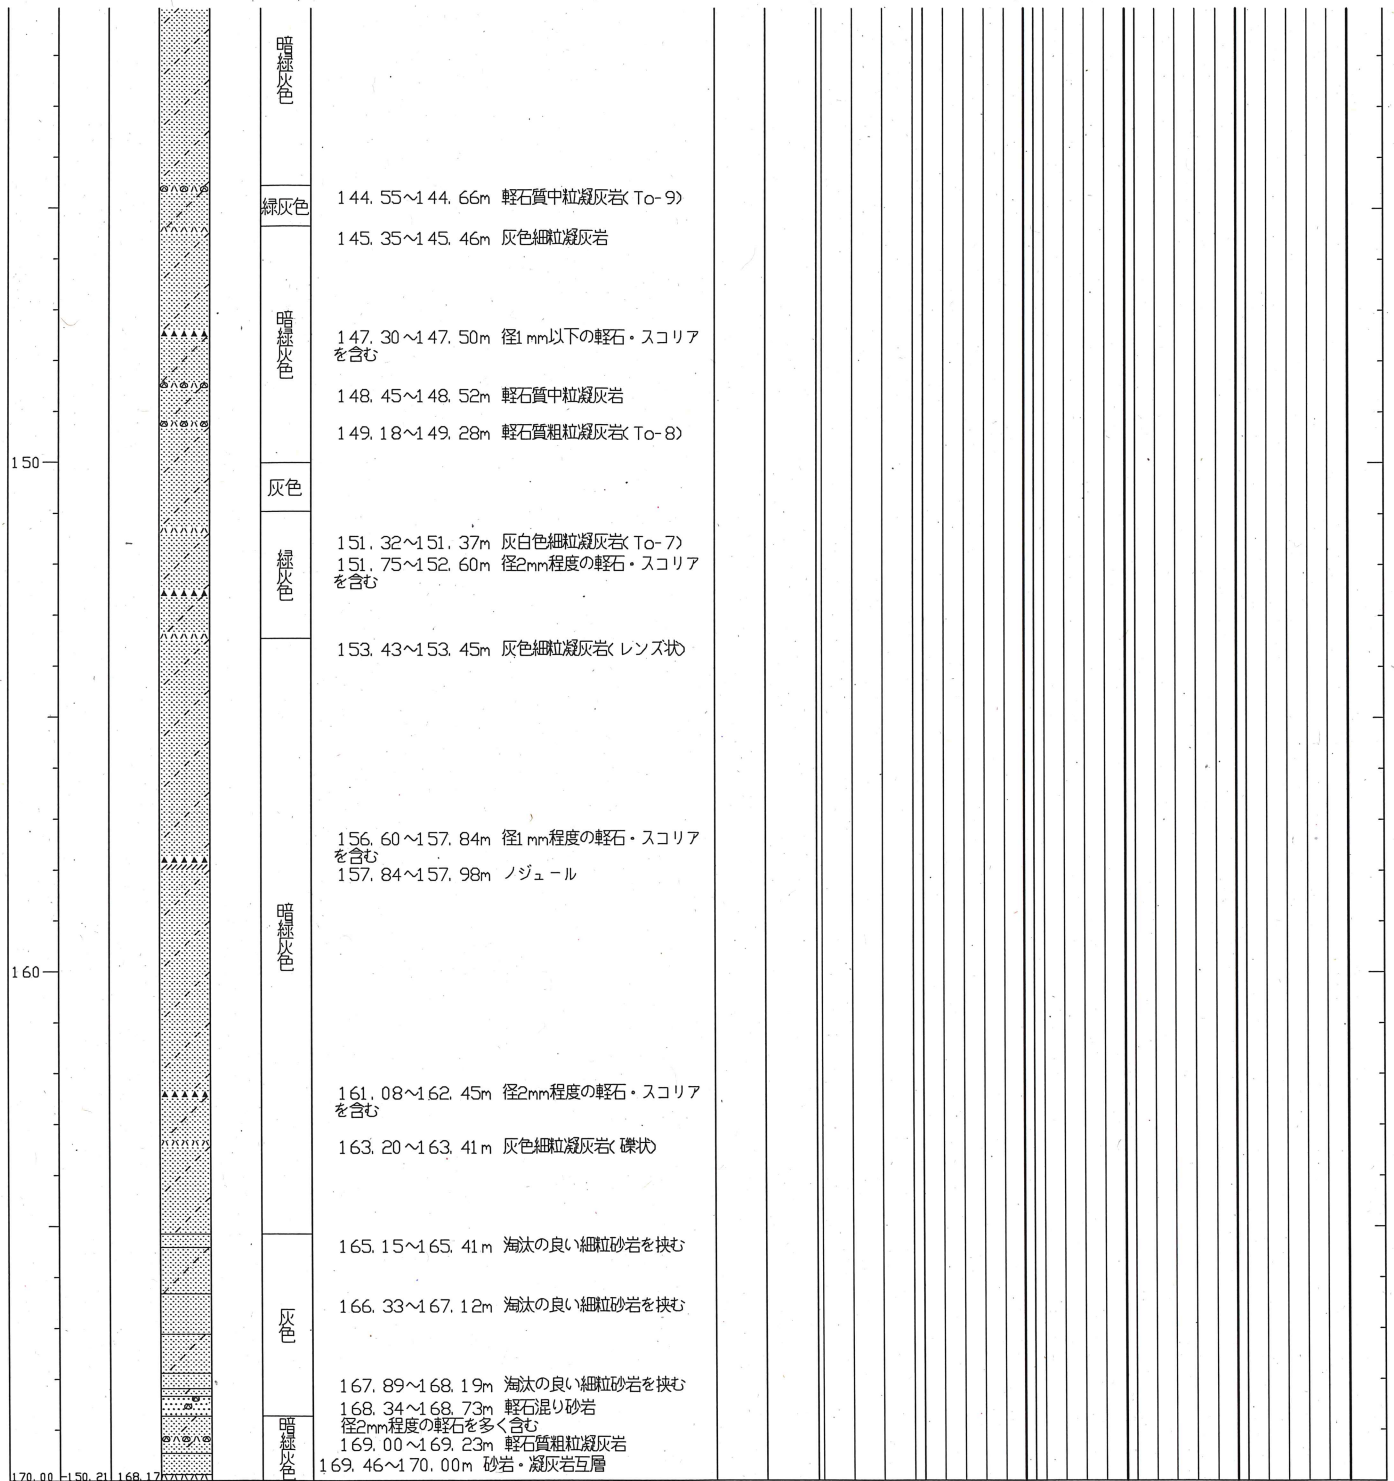 暗緑灰色
144.55～144.66m 軽石質中粒凝灰岩(To-9)
緑灰色
145.35～145.46m 灰色細粒凝灰岩
暗緑灰色
147.30～147.50m 径1mm以下の軽石・スコリア
を含む
148.45～148.52m 軽石質中粒凝灰岩
149.18～149.28m 軽石質粗粒凝灰岩(To-8)
150
灰色
151.32～151.37m 灰白色細粒凝灰岩(To-7)
緑灰色
151.75～152.60m 径2mm程度の軽石・スコリア
を含む
153.43～153.45m 灰色細粒凝灰岩(レンズ状)
156.60～157.84m 径1mm程度の軽石・スコリア
を含む
157.84～157.98m ノジュール
暗緑灰色
160
161.08～162.45m 径2mm程度の軽石・スコリア
を含む
163.20～163.41m 灰色細粒凝灰岩(礫状)
165.15～165.41m 淘汰の良い細粒砂岩を挟む
166.33～167.12m 淘汰の良い細粒砂岩を挟む
灰色
167.89～168.19m 淘汰の良い細粒砂岩を挟む
168.34～168.73m 軽石混り砂岩
径2mm程度の軽石を多く含む
暗緑灰色
169.00～169.23m 軽石質粗粒凝灰岩
169.46～170.00m 砂岩・凝灰岩互層
170.00 -150.21 168.17